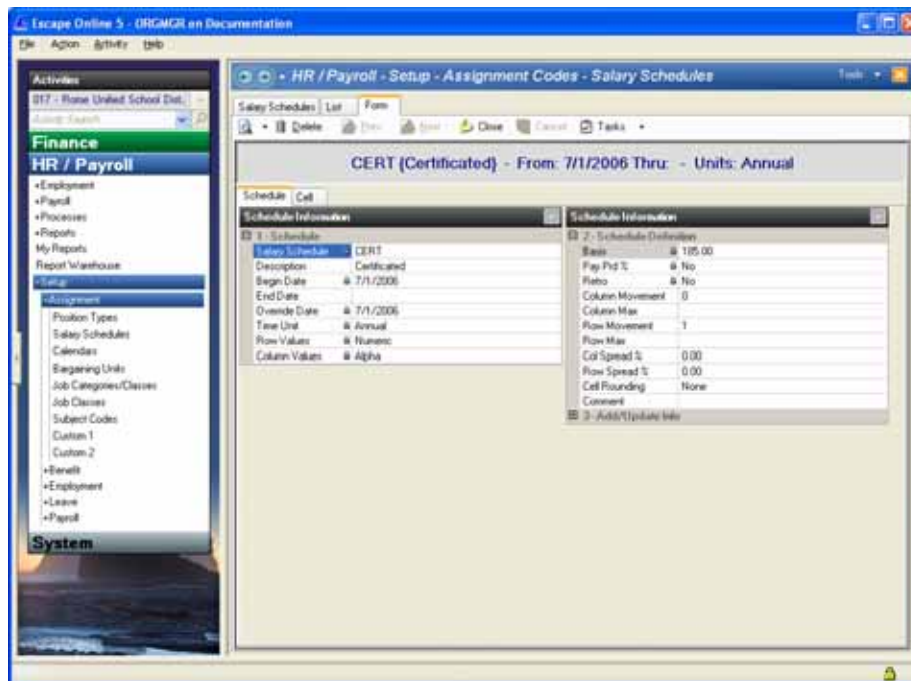 Escape Online 5 - ORGMGR on Documentation
File Action Activity Help
Activities
017 - Rome United School Dist.
Activity Search
Finance
HR / Payroll
+Employment
+Payroll
+Processes
+Reports
My Reports
Report Warehouse
-Setup
-Assignment
Position Types
Salary Schedules
Calendars
Bargaining Units
Job Categories/Classes
Job Classes
Subject Codes
Custom 1
Custom 2
+Benefit
+Employment
+Leave
+Payroll
System
HR / Payroll - Setup - Assignment Codes - Salary Schedules
Salary Schedules List Form
Delete Prev Next Close Cancel Tasks
CERT (Certificated) - From: 7/1/2006 Thru: - Units: Annual
Schedule Cell
Schedule Information
1 - Schedule
Salary Schedule CERT
Description Certificated
Begin Date 7/1/2006
End Date
Override Date 7/1/2006
Time Unit Annual
Row Values Numeric
Column Values Alpha
Schedule Information
2 - Schedule Definition
Basis 185.00
Pay Prd % No
Retro No
Column Movement 0
Column Max
Row Movement 1
Row Max
Col Spread % 0.00
Row Spread % 0.00
Cell Rounding None
Comment
3 - Add/Update Info